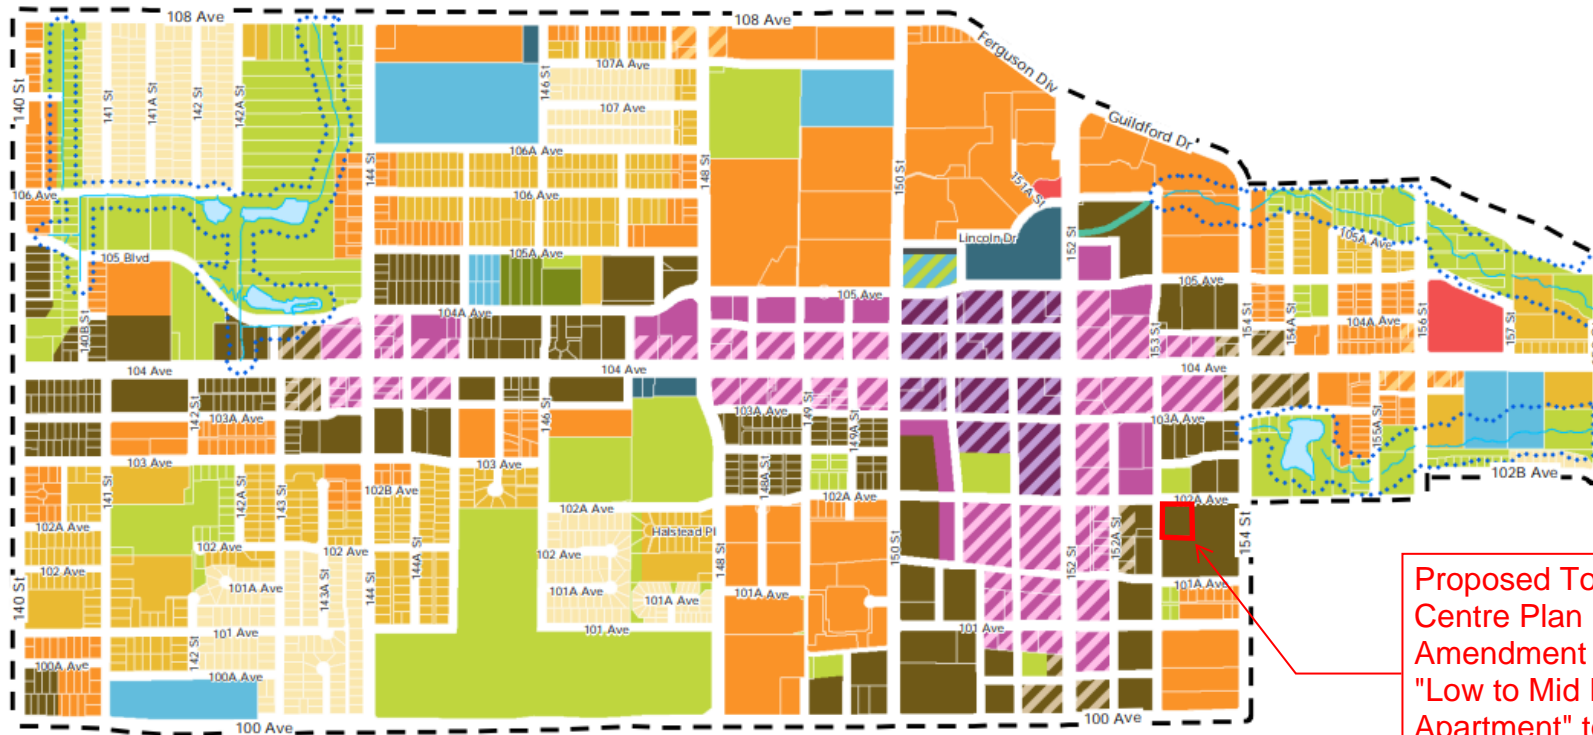 108 Ave
108 Ave
Ferguson Div
Guildford Dr
107A Ave
107 Ave
106A Ave
106 Ave
106 Ave
105A Ave
105A Ave
105 Blvd
Lincoln Dr
151A St
105 Ave
105 Ave
104A Ave
104A Ave
104 Ave
104 Ave
104 Ave
103A Ave
103A Ave
103A Ave
103 Ave
103 Ave
102B Ave
102B Ave
102A Ave
102A Ave
102A Ave
102A Ave
Halstead Pl
102 Ave
102 Ave
102 Ave
102 Ave
101A Ave
101A Ave
101A Ave
101A Ave
101A Ave
101 Ave
101 Ave
101 Ave
100A Ave
100A Ave
100 Ave
100 Ave
140 St
140 St
140B St
141 St
141 St
141A St
142 St
142 St
142 St
142A St
142A St
143 St
143A St
144 St
144 St
144A St
146 St
146 St
148 St
148 St
148A St
149 St
149A St
150 St
150 St
152 St
152 St
152A St
153 St
154 St
154 St
154A St
155A St
156 St
157 St
Centre Plan
Amendment
"Low to Mid
Apartment"
Proposed